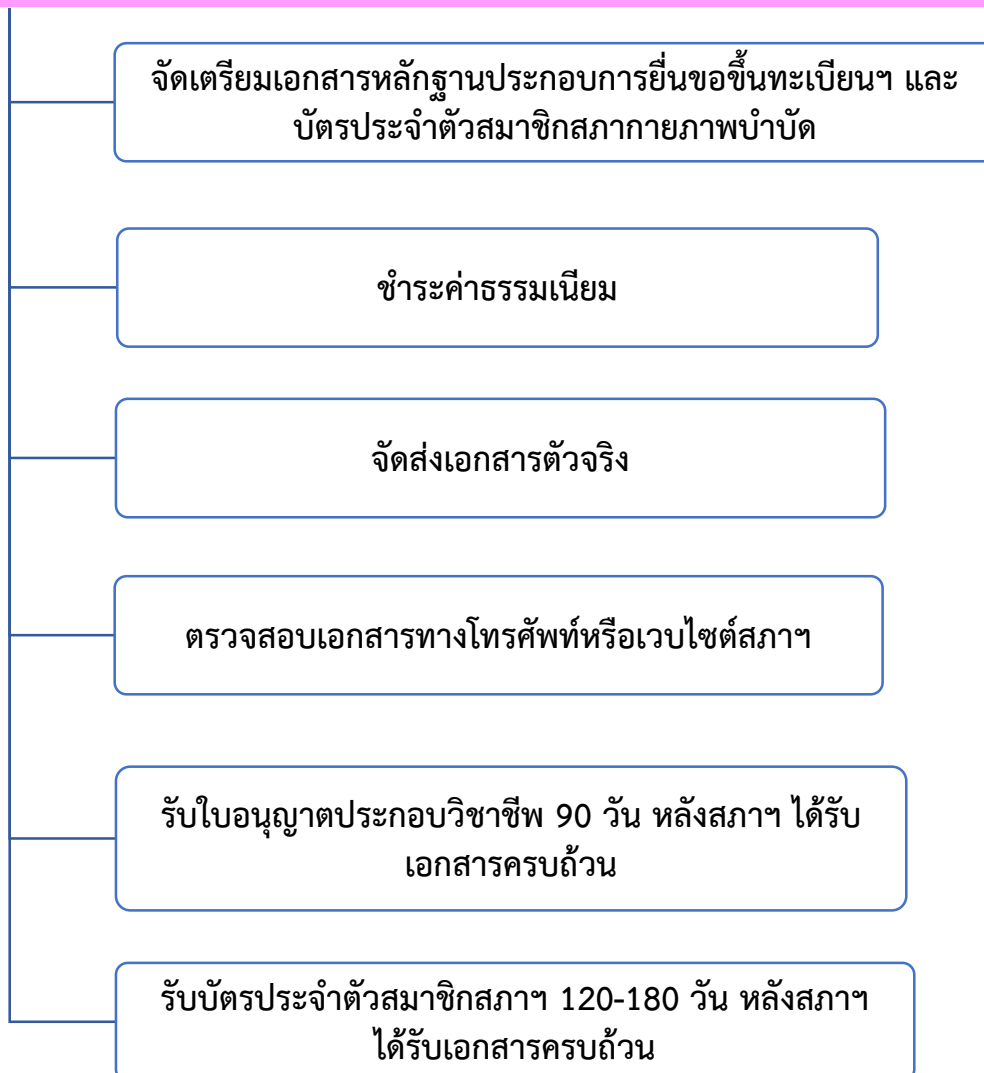 จัดเตรียมเอกสารหลักฐานประกอบการยื่นขอขึ้นทะเบียนฯ และ
บัตรประจำตัวสมาชิกสภากายภาพบำบัด
ชำระค่าธรรมเนียม
จัดส่งเอกสารตัวจริง
ตรวจสอบเอกสารทางโทรศัพท์หรือเวบไซต์สภาฯ
รับใบอนุญาตประกอบวิชาชีพ 90 วัน หลังสภาฯ ได้รับ
เอกสารครบถ้วน
รับบัตรประจำตัวสมาชิกสภาฯ 120-180 วัน หลังสภาฯ
ได้รับเอกสารครบถ้วน